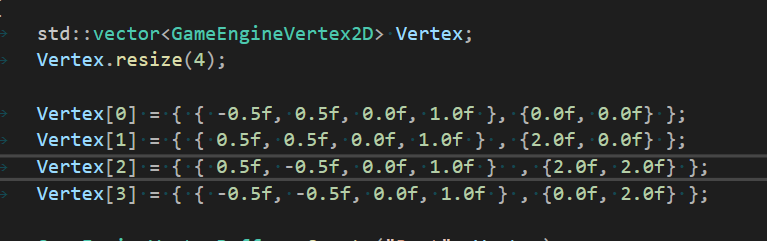 std::vector<GameEngineVertex2D> Vertex;
Vertex.resize(4);
Vertex[0] = { { -0.5f, 0.5f, 0.0f, 1.0f }, {0.0f, 0.0f} };
Vertex[1] = { { 0.5f, 0.5f, 0.0f, 1.0f } , {2.0f, 0.0f} };
Vertex[2] = { { 0.5f, -0.5f, 0.0f, 1.0f }  , {2.0f, 2.0f} };
Vertex[3] = { { -0.5f, -0.5f, 0.0f, 1.0f } , {0.0f, 2.0f} };